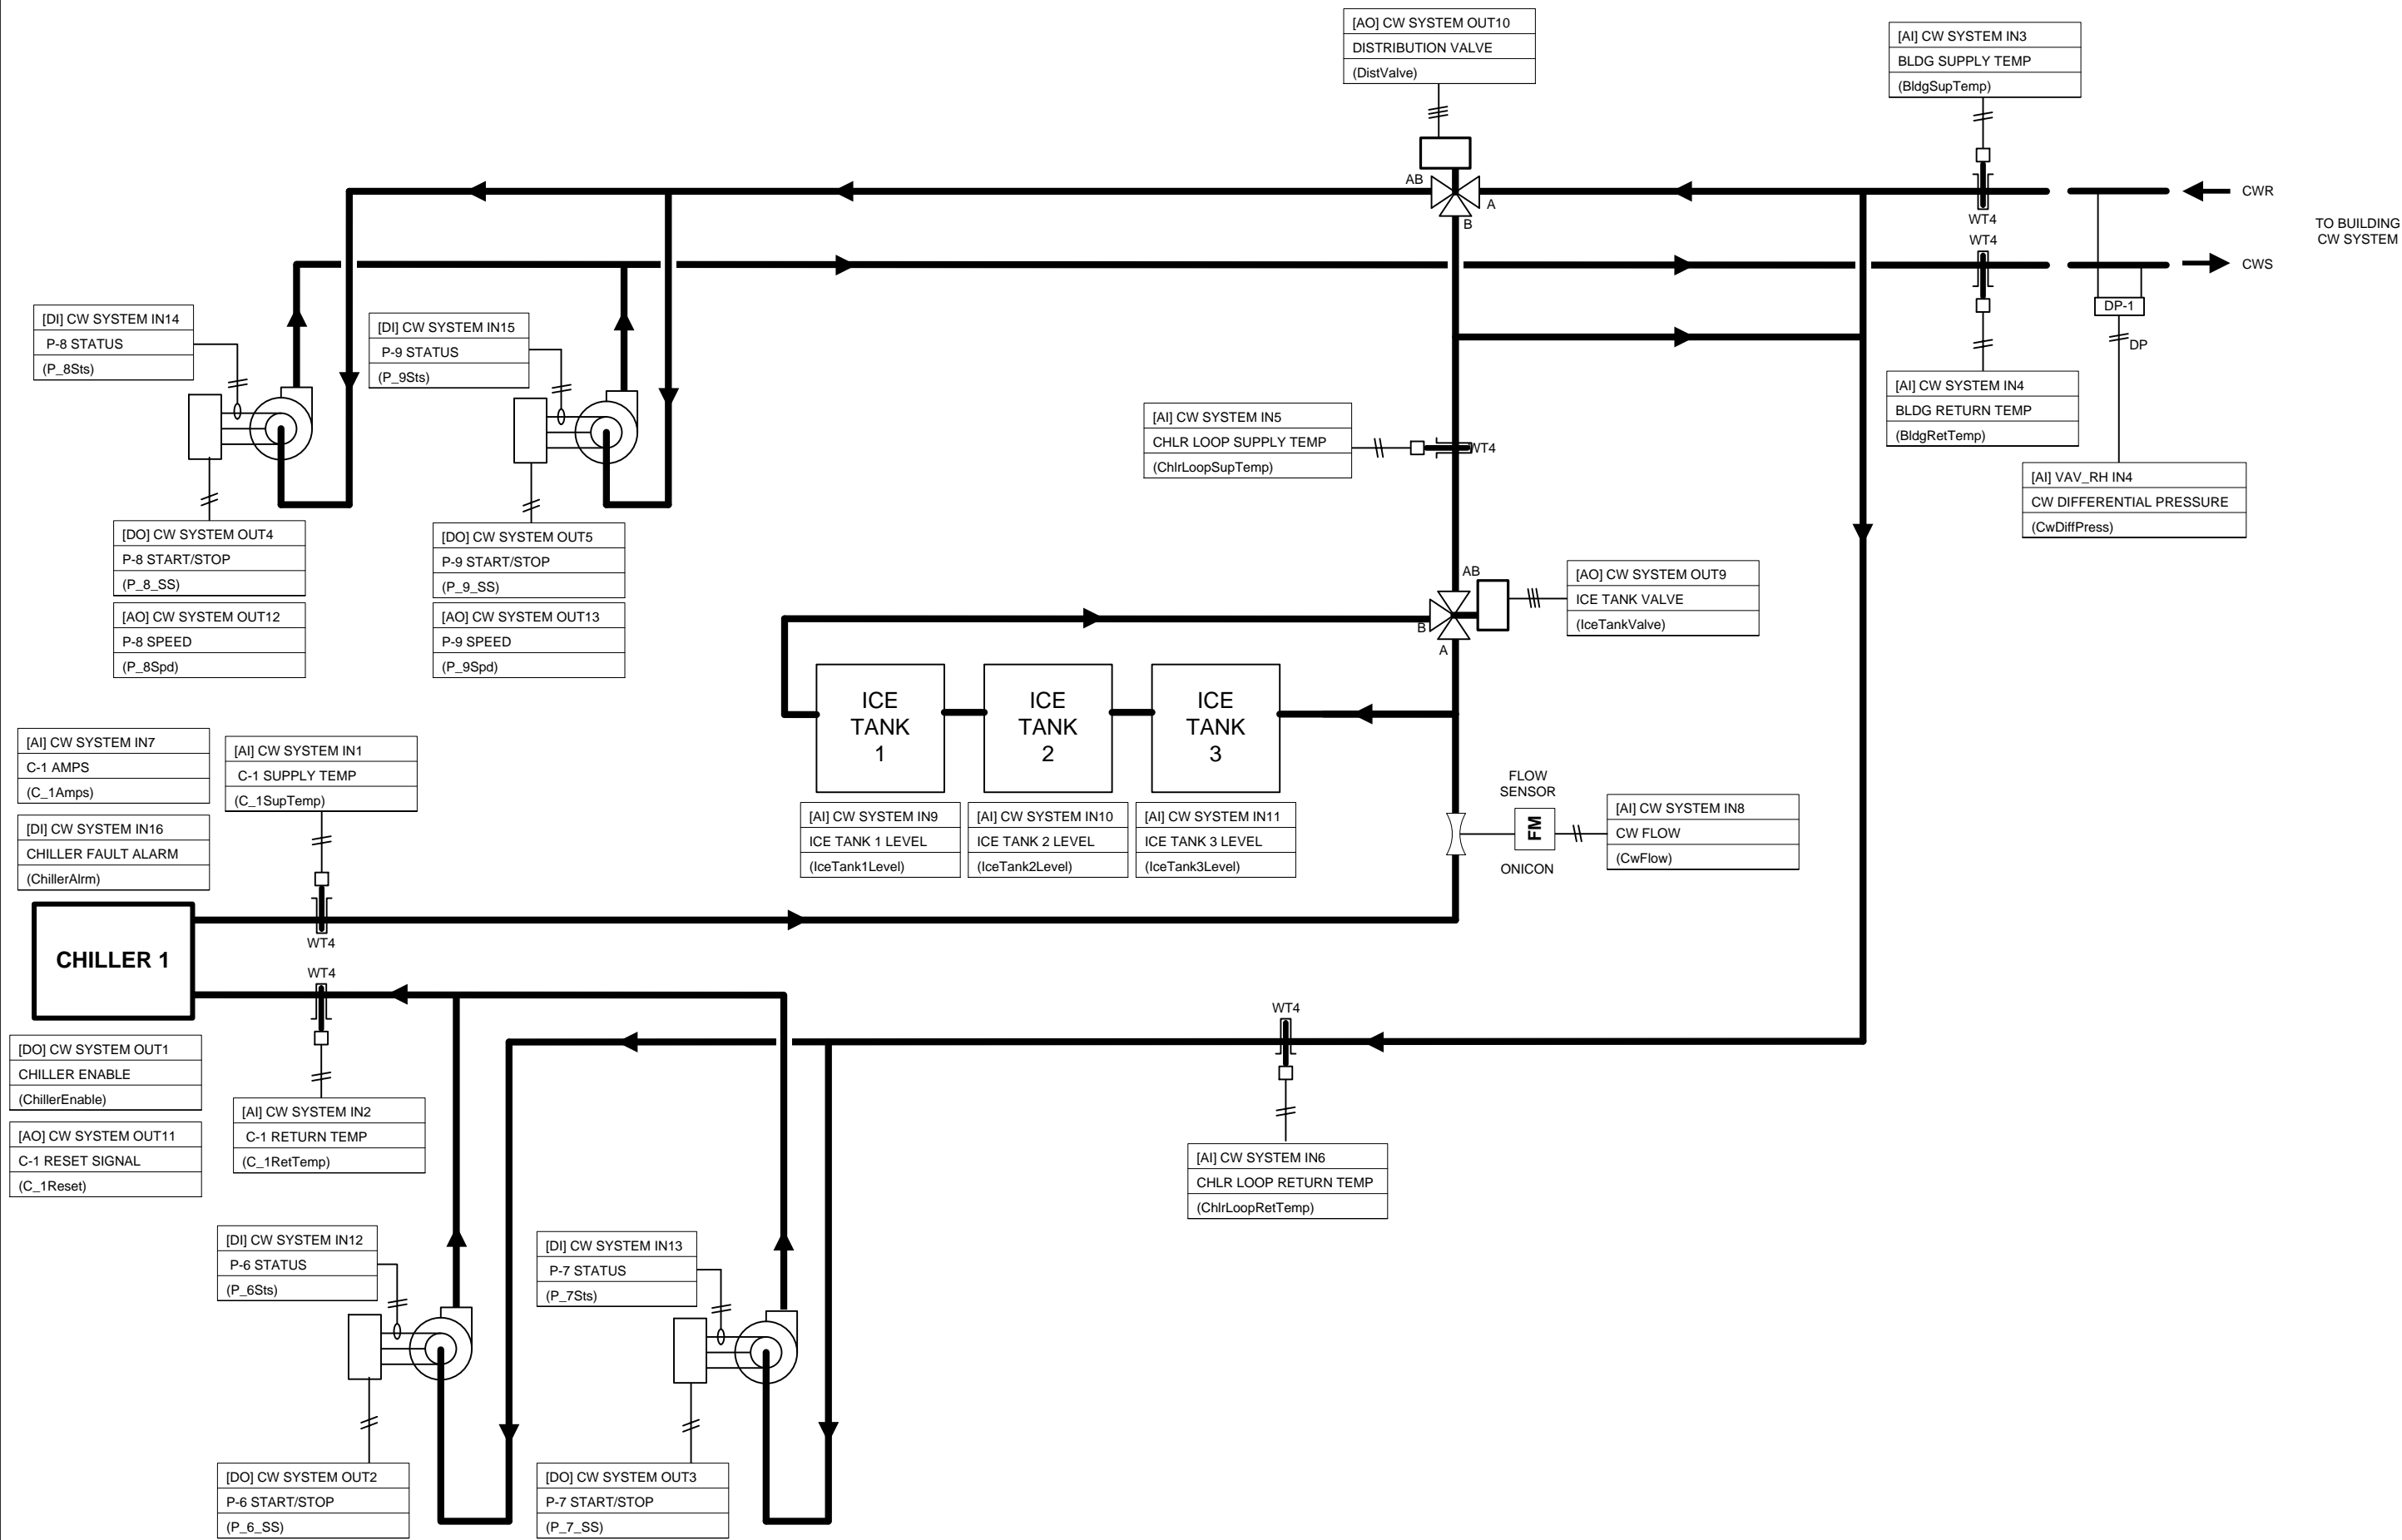 [AO] CW SYSTEM OUT10
DISTRIBUTION VALVE
(DistValve)
[AI] CW SYSTEM IN3
BLDG SUPPLY TEMP
(BldgSupTemp)
AB
A
B
WT4
WT4
CWR
TO BUILDING
CW SYSTEM
CWS
DP-1
DP
[DI] CW SYSTEM IN14
P-8 STATUS
(P_8Sts)
[DI] CW SYSTEM IN15
P-9 STATUS
(P_9Sts)
[AI] CW SYSTEM IN4
BLDG RETURN TEMP
(BldgRetTemp)
[AI] CW SYSTEM IN5
CHLR LOOP SUPPLY TEMP
(ChlrLoopSupTemp)
WT4
[AI] VAV_RH IN4
CW DIFFERENTIAL PRESSURE
(CwDiffPress)
[DO] CW SYSTEM OUT4
P-8 START/STOP
(P_8_SS)
[AO] CW SYSTEM OUT12
P-8 SPEED
(P_8Spd)
[DO] CW SYSTEM OUT5
P-9 START/STOP
(P_9_SS)
[AO] CW SYSTEM OUT13
P-9 SPEED
(P_9Spd)
AB
B
A
[AO] CW SYSTEM OUT9
ICE TANK VALVE
(IceTankValve)
ICE
TANK
1
ICE
TANK
2
ICE
TANK
3
[AI] CW SYSTEM IN9
ICE TANK 1 LEVEL
(IceTank1Level)
[AI] CW SYSTEM IN10
ICE TANK 2 LEVEL
(IceTank2Level)
[AI] CW SYSTEM IN11
ICE TANK 3 LEVEL
(IceTank3Level)
FLOW
SENSOR
FM
ONICON
[AI] CW SYSTEM IN8
CW FLOW
(CwFlow)
[AI] CW SYSTEM IN7
C-1 AMPS
(C_1Amps)
[AI] CW SYSTEM IN1
C-1 SUPPLY TEMP
(C_1SupTemp)
[DI] CW SYSTEM IN16
CHILLER FAULT ALARM
(ChillerAlrm)
CHILLER 1
WT4
WT4
[DO] CW SYSTEM OUT1
CHILLER ENABLE
(ChillerEnable)
[AO] CW SYSTEM OUT11
C-1 RESET SIGNAL
(C_1Reset)
[AI] CW SYSTEM IN2
C-1 RETURN TEMP
(C_1RetTemp)
WT4
[AI] CW SYSTEM IN6
CHLR LOOP RETURN TEMP
(ChlrLoopRetTemp)
[DI] CW SYSTEM IN12
P-6 STATUS
(P_6Sts)
[DI] CW SYSTEM IN13
P-7 STATUS
(P_7Sts)
[DO] CW SYSTEM OUT2
P-6 START/STOP
(P_6_SS)
[DO] CW SYSTEM OUT3
P-7 START/STOP
(P_7_SS)